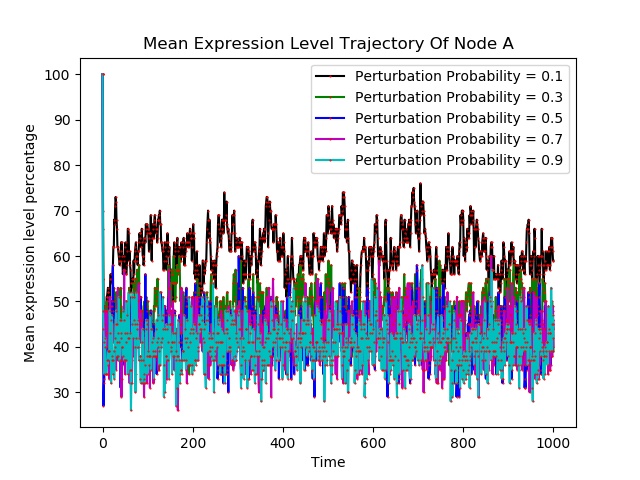 Mean Expression Level Trajectory Of Node A
Perturbation Probability = 0.1
Perturbation Probability = 0.3
Perturbation Probability = 0.5
Perturbation Probability = 0.7
Perturbation Probability = 0.9
Mean expression level percentage
100
90
80
70
60
50
40
30
0 200 400 600 800 1000
Time